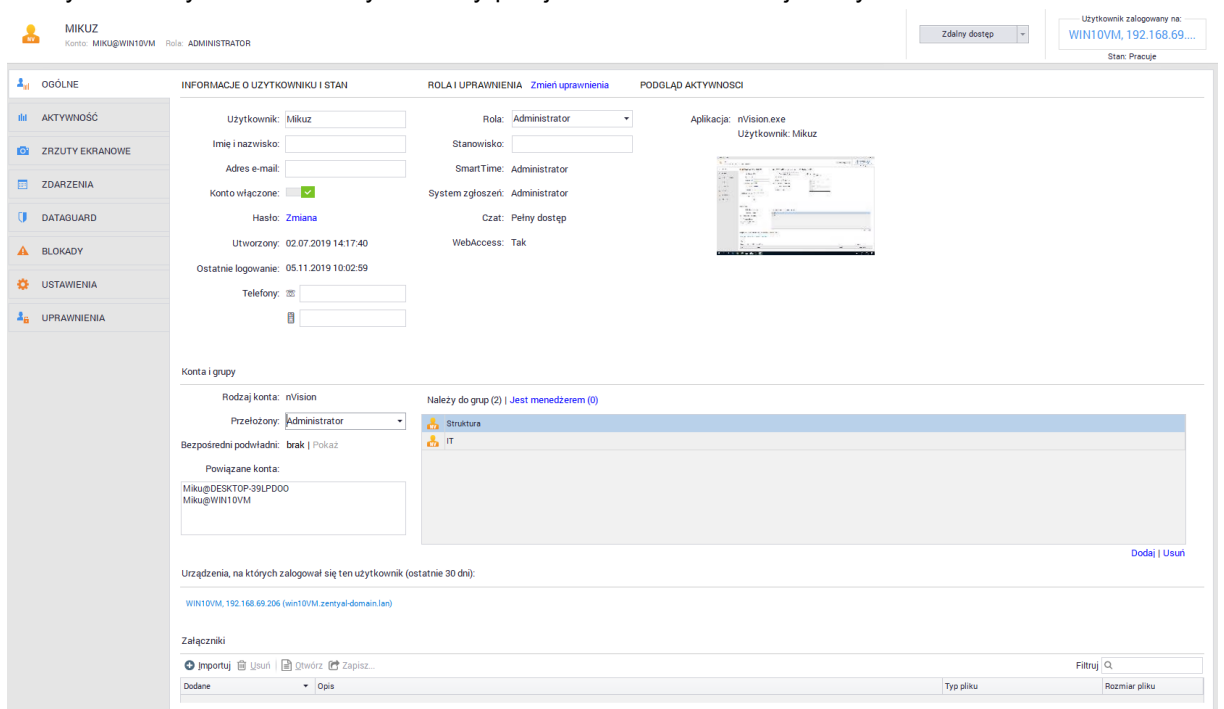 MIKUZ
Konto: MIKU@WIN10VM Rola: ADMINISTRATOR
Zdalny dostęp
Użytkownik zalogowany na:
WIN10VM, 192.168.69....
Stan: Pracuje
OGÓLNE
AKTYWNOŚĆ
ZRZUTY EKRANOWE
ZDARZENIA
DATAGUARD
BLOKADY
USTAWIENIA
UPRAWNIENIA
INFORMACJE O UZYTKOWNIKU I STAN
Użytkownik: Mikuz
Imię i nazwisko:
Adres e-mail:
Konto włączone:
Hasło: Zmiana
Utworzony: 02.07.2019 14:17:40
Ostatnie logowanie: 05.11.2019 10:02:59
Telefony:
ROLA I UPRAWNIENIA Zmień uprawnienia
Rola: Administrator
Stanowisko:
SmartTime: Administrator
System zgłoszeń: Administrator
Czat: Pełny dostęp
WebAccess: Tak
PODGLĄD AKTYWNOSCI
Aplikacja: nVision.exe
Użytkownik: Mikuz
Konta i grupy
Rodzaj konta: nVision
Przełożony: Administrator
Bezpośredni podwładni: brak | Pokaż
Powiązane konta:
Miku@DESKTOP-39LPDOO
Miku@WIN10VM
Należy do grup (2) | Jest menedżerem (0)
Struktura
IT
Dodaj | Usuń
Urządzenia, na których zalogował się ten użytkownik (ostatnie 30 dni):
WIN10VM, 192.168.69.206 (win10VM.zentyal-domain.lan)
Załączniki
Importuj Usuń Otwórz Zapisz...
Filtruj
Dodane Opis Typ pliku Rozmiar pliku